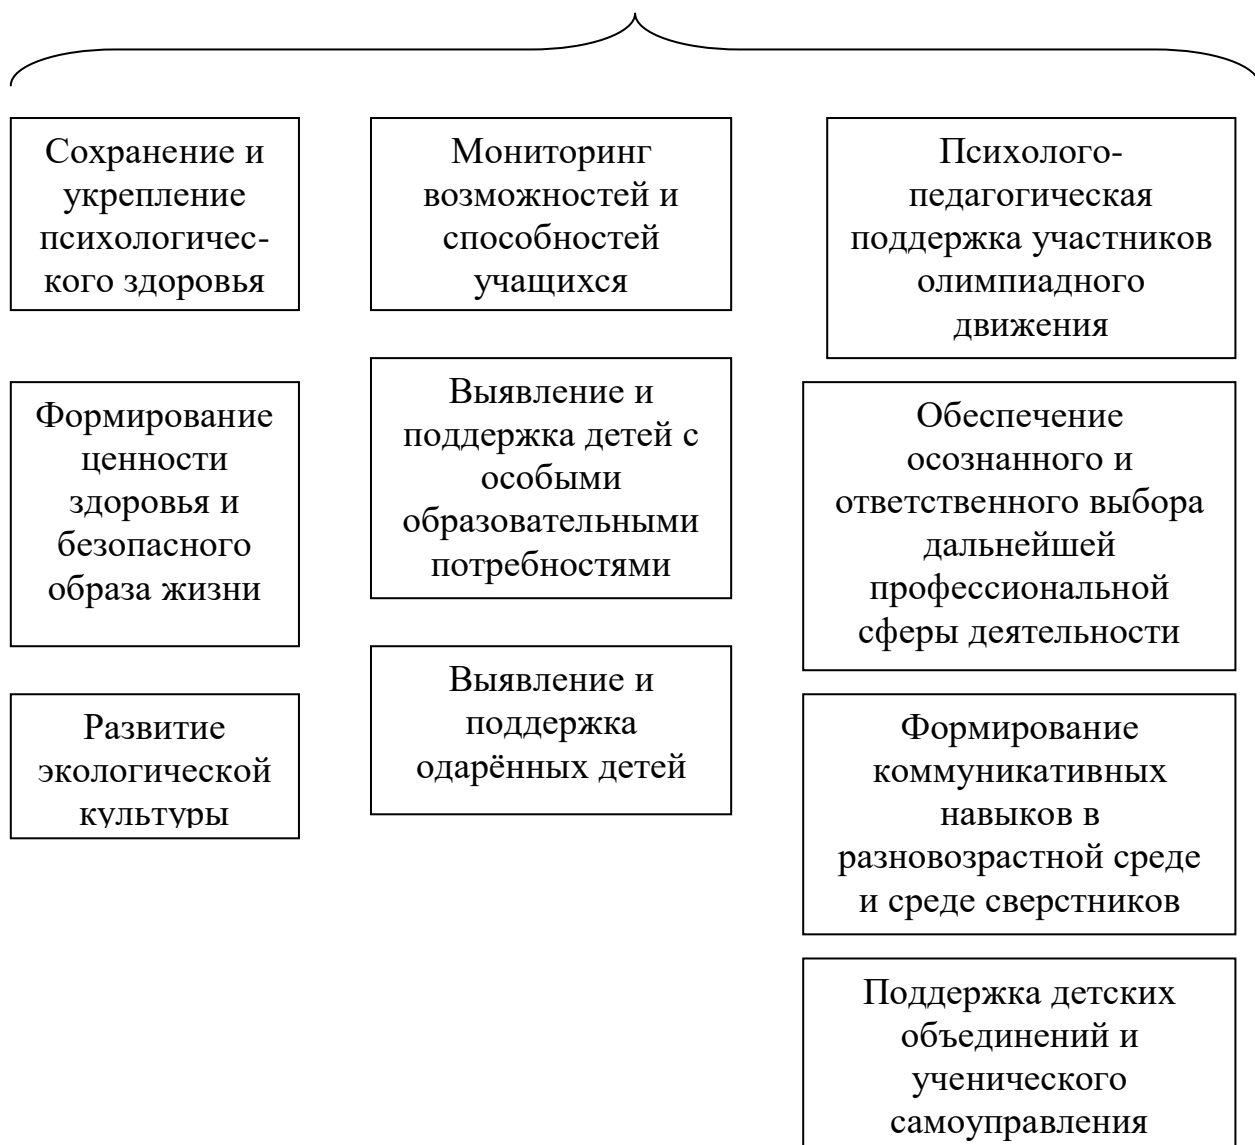 Сохранение и
укрепление
психологичес-
кого здоровья
Формирование
ценности
здоровья и
безопасного
образа жизни
Развитие
экологической
культуры
Мониторинг
возможностей и
способностей
учащихся
Выявление и
поддержка детей с
особыми
образовательными
потребностями
Выявление и
поддержка
одарённых детей
Психолого-
педагогическая
поддержка участников
олимпиадного
движения
Обеспечение
осознанного и
ответственного выбора
дальнейшей
профессиональной
сферы деятельности
Формирование
коммуникативных
навыков в
разновозрастной среде
и среде сверстников
Поддержка детских
объединений и
ученического
самоуправления